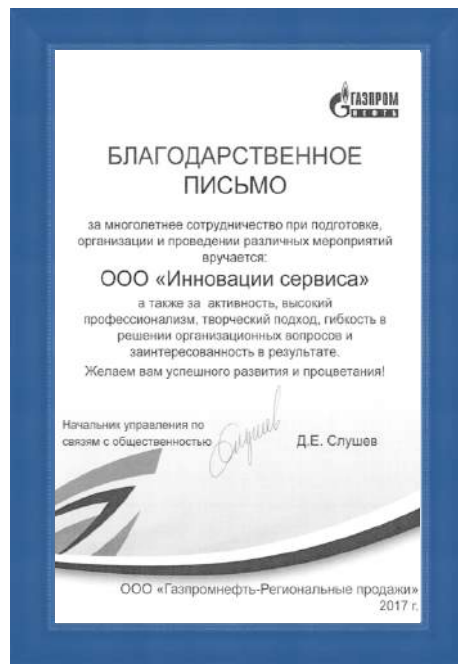 ГАЗПРОМ
НЕФТЬ
БЛАГОДАРСТВЕННОЕ
ПИСЬМО
за многолетнее сотрудничество при подготовке,
организации и проведении различных мероприятий
вручается:
ООО «Инновации сервиса»
а также за активность, высокий
профессионализм, творческий подход, гибкость в
решении организационных вопросов и
заинтересованность в результате.
Желаем вам успешного развития и процветания!
Начальник управления по
связям с общественностью
Д.Е. Слушев
ООО «Газпромнефть-Региональные продажи»
2017 г.